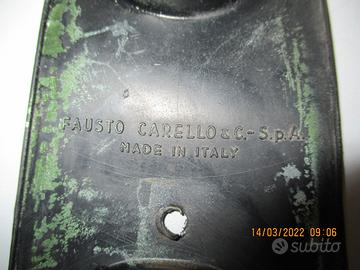 FAUSTO CARELLO & C.-S.p.A.
MADE IN ITALY
14/03/2022 09:06
subito